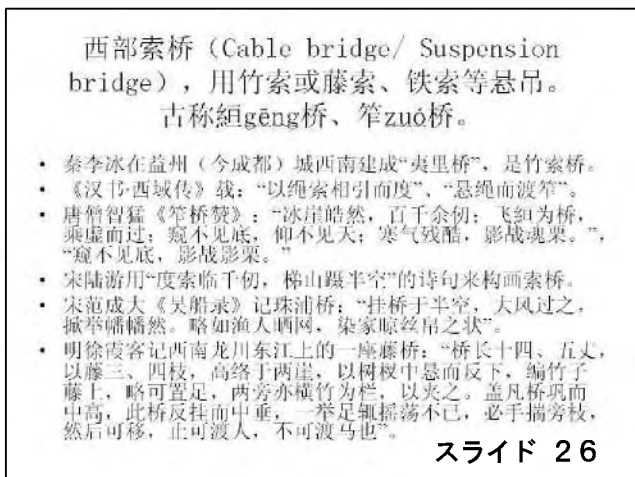 西部索桥（Cable bridge/ Suspension
bridge），用竹索或藤索、铁索等悬吊。
古称絙gēng桥、笮zuó桥。
• 秦李冰在益州（今成都）城西南建成“夷里桥”，是竹索桥。
• 《汉书·西域传》载：“以绳索相引而度”、“悬绳而渡笮”。
• 唐僧智猛《笮桥赞》：“冰崖皓然，百千余仞；飞絙为桥，
乘虚而过；窥不见底，仰不见天；寒气残酷，影战魂栗。”，
“窥不见底，影战影栗。”
• 宋陆游用“度索临千仞，梯山蹑半空”的诗句来构画索桥。
• 宋范成大《吴船录》记珠浦桥：“挂桥于半空，大风过之，
掀举幡幡然。略如渔人晒网，染家晾丝帛之状”。
• 明徐霞客记西南龙川东江上的一座藤桥：“桥长十四、五丈，
以藤三、四枝，高络于两崖，以树杈中悬而反下，编竹于
藤上，略可置足，两旁亦横竹为栏，以夹之。盖凡桥巩而
中高，此桥反挂而中垂，一举足辄摇荡不已，必手揣旁枝，
然后可移，止可渡人，不可渡马也”。
スライド 26